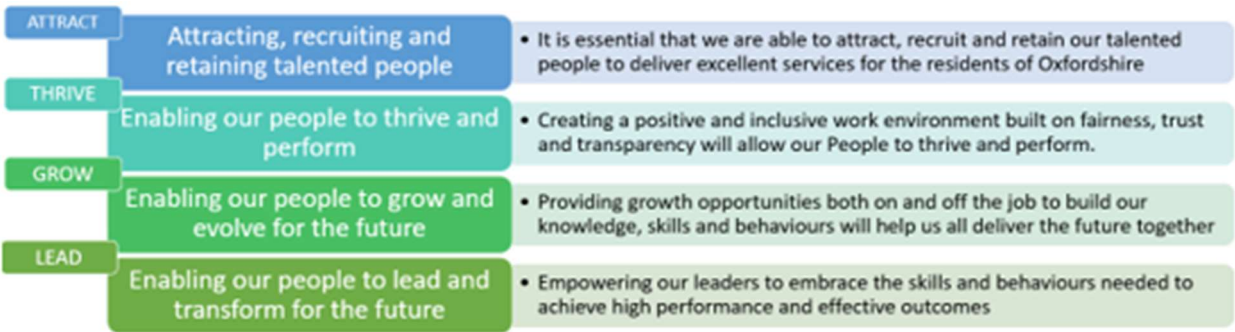 ATTRACT
Attracting, recruiting and
retaining talented people
• It is essential that we are able to attract, recruit and retain our talented
people to deliver excellent services for the residents of Oxfordshire
THRIVE
Enabling our people to thrive and
perform
• Creating a positive and inclusive work environment built on fairness, trust
and transparency will allow our People to thrive and perform.
GROW
Enabling our people to grow and
evolve for the future
• Providing growth opportunities both on and off the job to build our
knowledge, skills and behaviours will help us all deliver the future together
LEAD
Enabling our people to lead and
transform for the future
• Empowering our leaders to embrace the skills and behaviours needed to
achieve high performance and effective outcomes